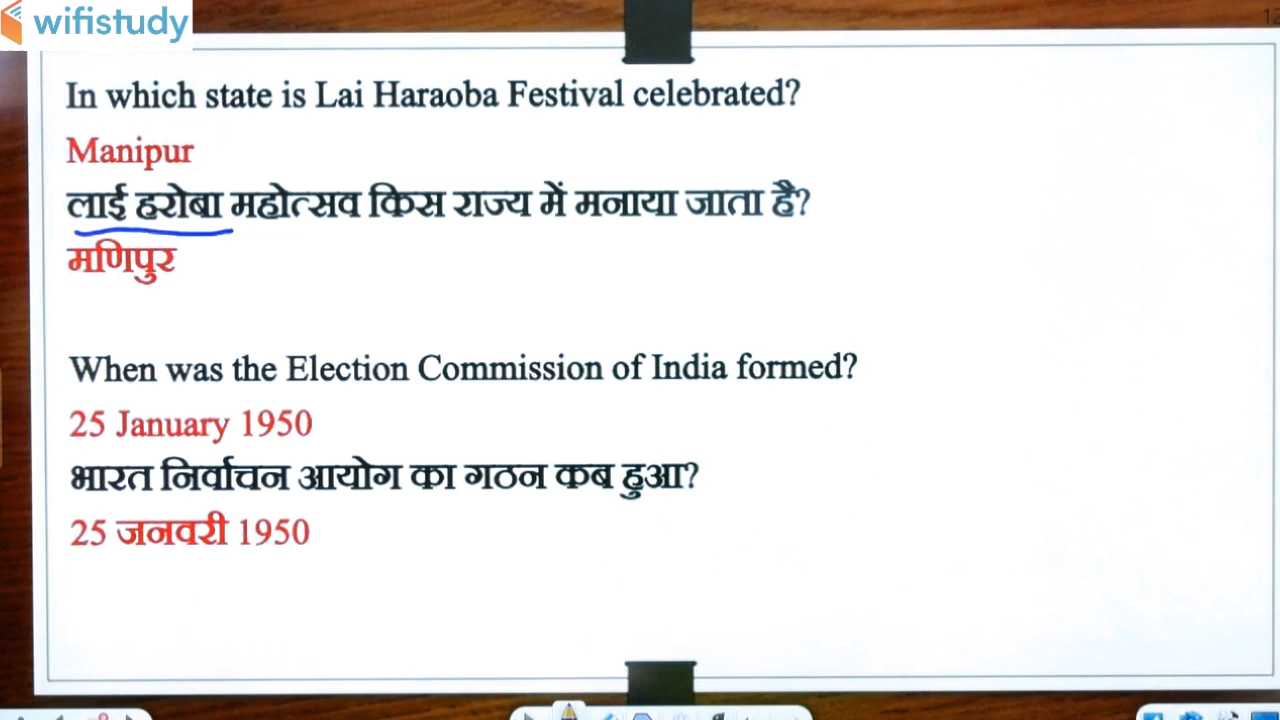 wifistudy
In which state is Lai Haraoba Festival celebrated?
Manipur
लाई हरोबा महोत्सव किस राज्य में मनाया जाता है?
मणिपुर
When was the Election Commission of India formed?
25 January 1950
भारत निर्वाचन आयोग का गठन कब हुआ?
25 जनवरी 1950